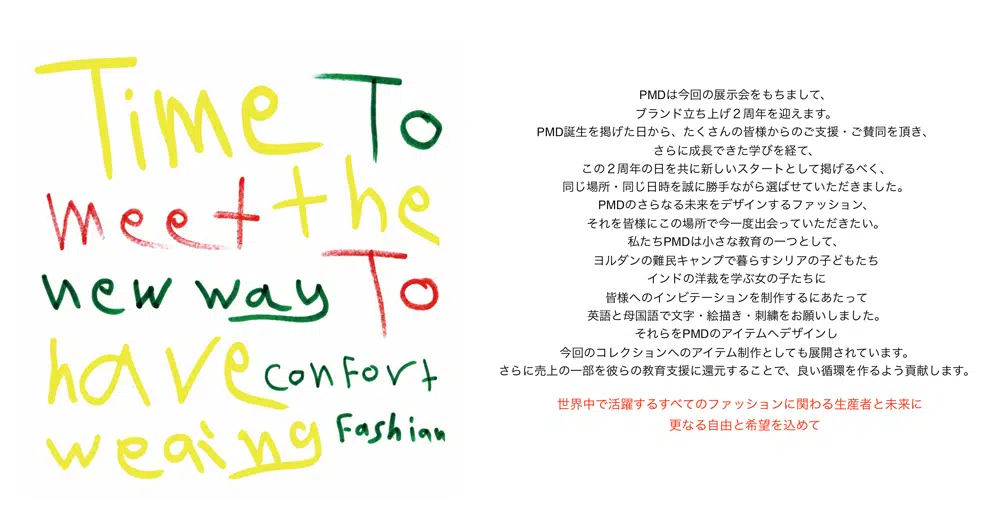 Time To
meet the
new way To
have confort
weaing Fashian
PMDは今回の展示会をもちまして、
ブランド立ち上げ２周年を迎えます。
PMD誕生を掲げた日から、たくさんの皆様からのご支援・ご賛同を頂き、
さらに成長できた学びを経て、
この２周年の日を共に新しいスタートとして掲げるべく、
同じ場所・同じ日時を誠に勝手ながら選ばせていただきました。
PMDのさらなる未来をデザインするファッション、
それを皆様にこの場所で今一度出会っていただきたい。
私たちPMDは小さな教育の一つとして、
ヨルダンの難民キャンプで暮らすシリアの子どもたち
インドの洋裁を学ぶ女の子たちに
皆様へのインビテーションを制作するにあたって
英語と母国語で文字・絵描き・刺繍をお願いしました。
それらをPMDのアイテムへデザインし
今回のコレクションへのアイテム制作としても展開されています。
さらに売上の一部を彼らの教育支援に還元することで、良い循環を作るよう貢献します。
世界中で活躍するすべてのファッションに関わる生産者と未来に
更なる自由と希望を込めて